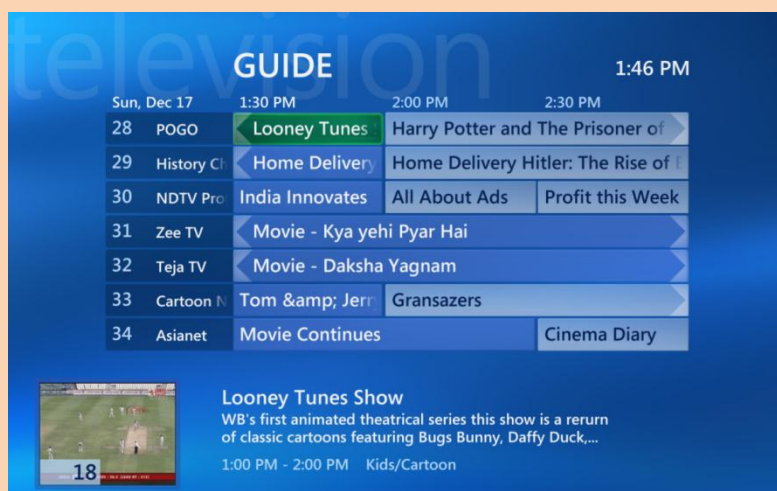 television
GUIDE 1:46 PM
Sun, Dec 17 1:30 PM 2:00 PM 2:30 PM
28 POGO Looney Tunes Harry Potter and The Prisoner of
29 History Ch Home Delivery Home Delivery Hitler: The Rise of E
30 NDTV Pro India Innovates All About Ads Profit this Week
31 Zee TV Movie - Kya yehi Pyar Hai
32 Teja TV Movie - Daksha Yagnam
33 Cartoon N Tom &amp; Jerr Gransazers
34 Asianet Movie Continues Cinema Diary
Looney Tunes Show
WB's first animated theatrical series this show is a rerurn
of classic cartoons featuring Bugs Bunny, Daffy Duck,...
18
1:00 PM - 2:00 PM Kids/Cartoon